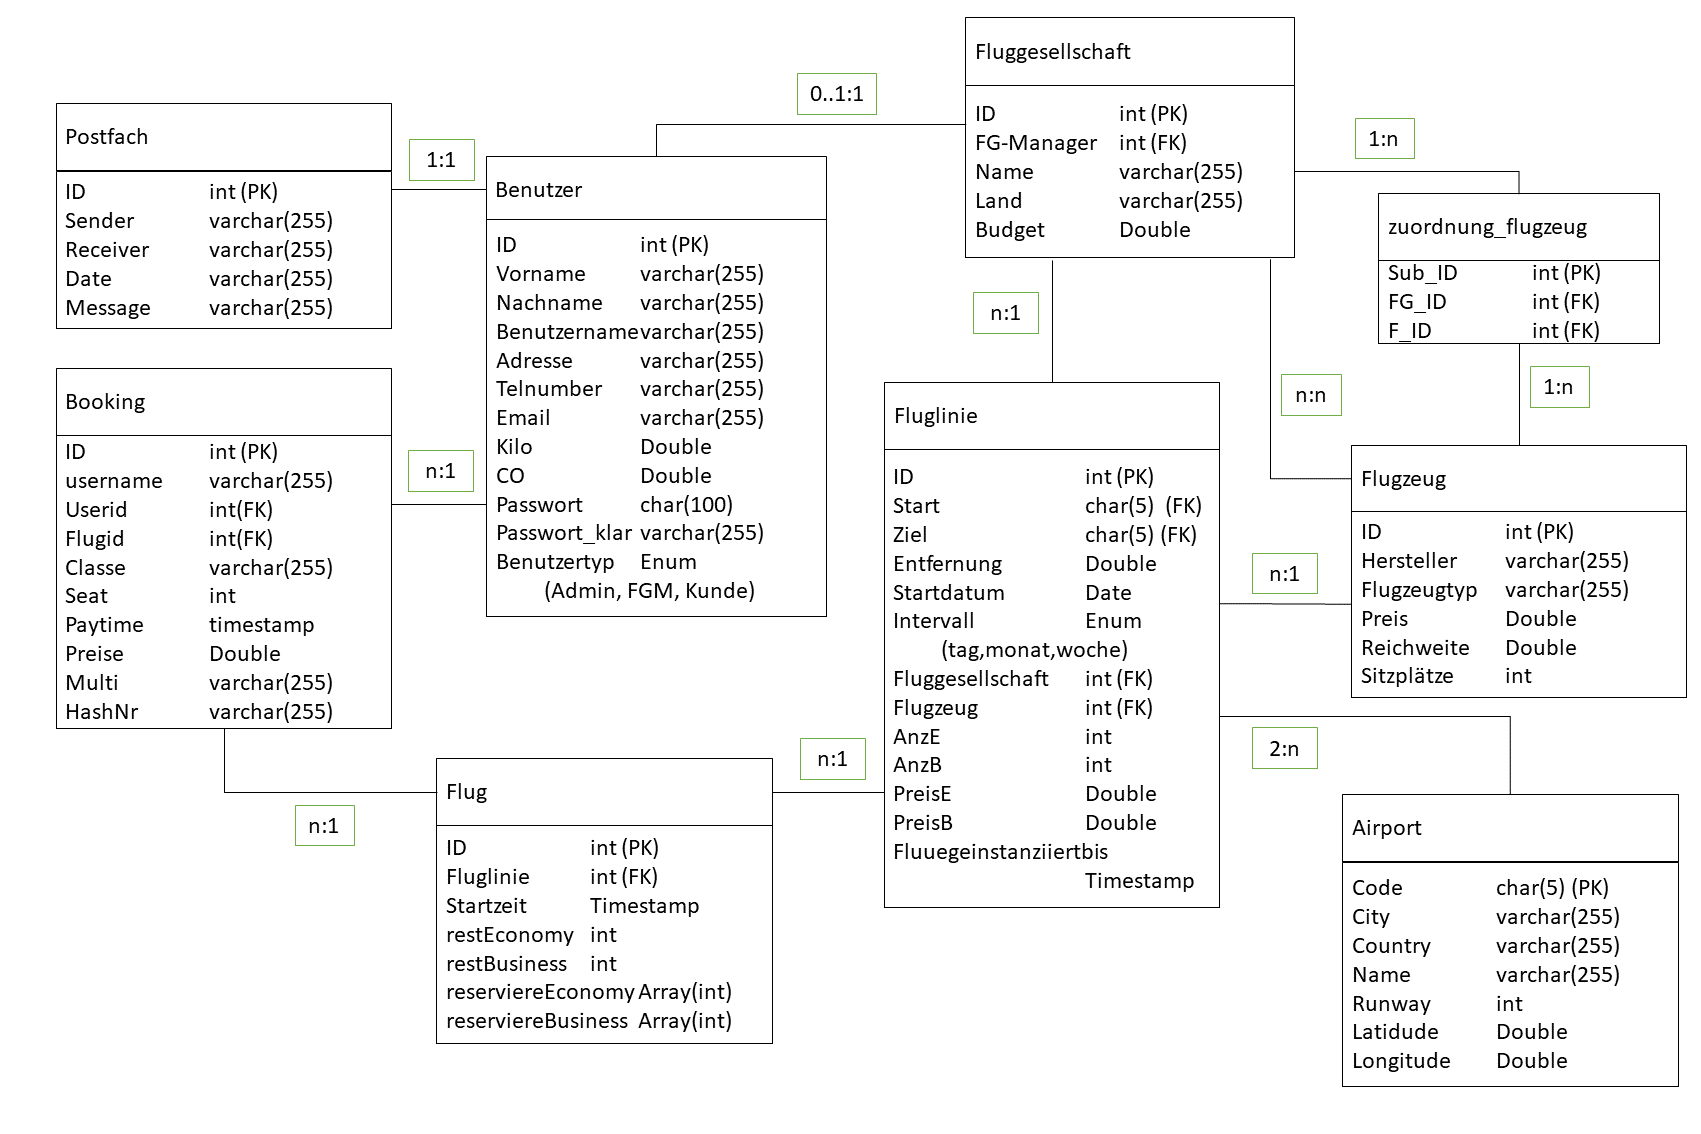 Fluggesellschaft
ID int (PK)
FG-Manager int (FK)
Name varchar(255)
Land varchar(255)
Budget Double
0..1:1
1:n
Postfach
ID int (PK)
Sender varchar(255)
Receiver varchar(255)
Date varchar(255)
Message varchar(255)
1:1
Benutzer
ID int (PK)
Vorname varchar(255)
Nachname varchar(255)
Benutzername varchar(255)
Adresse varchar(255)
Telnumber varchar(255)
Email varchar(255)
Kilo Double
CO Double
Passwort char(100)
Passwort_klar varchar(255)
Benutzertyp Enum
(Admin, FGM, Kunde)
zuordnung_flugzeug
Sub_ID int (PK)
FG_ID int (FK)
F_ID int (FK)
n:1
n:n
1:n
Booking
ID int (PK)
username varchar(255)
Userid int(FK)
Flugid int(FK)
Classe varchar(255)
Seat int
Paytime timestamp
Preise Double
Multi varchar(255)
HashNr varchar(255)
n:1
Fluglinie
ID int (PK)
Start char(5) (FK)
Ziel char(5) (FK)
Entfernung Double
Startdatum Date
Intervall Enum
(tag,monat,woche)
Fluggesellschaft int (FK)
Flugzeug int (FK)
AnzE int
AnzB int
PreisE Double
PreisB Double
Fluuegeinstanziiertbis
Timestamp
n:1
Flugzeug
ID int (PK)
Hersteller varchar(255)
Flugzeugtyp varchar(255)
Preis Double
Reichweite Double
Sitzplätze int
2:n
n:1
n:1
Flug
ID int (PK)
Fluglinie int (FK)
Startzeit Timestamp
restEconomy int
restBusiness int
reserviereEconomy Array(int)
reserviereBusiness Array(int)
Airport
Code char(5) (PK)
City varchar(255)
Country varchar(255)
Name varchar(255)
Runway int
Latidude Double
Longitude Double